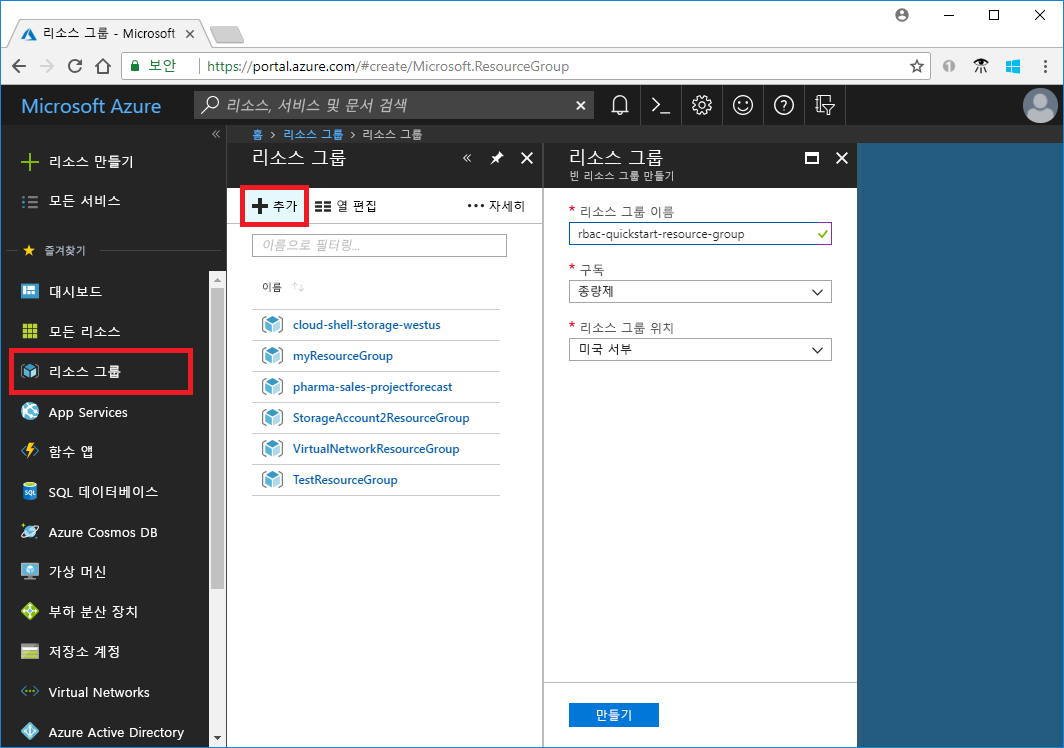 리소스 그룹 - Microsoft
보안
https://portal.azure.com/#create/Microsoft.ResourceGroup
Microsoft Azure
리소스, 서비스 및 문서 검색
리소스 만들기
모든 서비스
즐겨찾기
대시보드
모든 리소스
리소스 그룹
App Services
함수 앱
SQL 데이터베이스
Azure Cosmos DB
가상 머신
부하 분산 장치
저장소 계정
Virtual Networks
Azure Active Directory
홈 > 리소스 그룹 > 리소스 그룹
리소스 그룹
추가
열 편집
자세히
이름으로 필터링...
이름
cloud-shell-storage-westus
myResourceGroup
pharma-sales-projectforecast
StorageAccount2ResourceGroup
VirtualNetworkResourceGroup
TestResourceGroup
리소스 그룹
빈 리소스 그룹 만들기
* 리소스 그룹 이름
rbac-quickstart-resource-group
* 구독
종량제
* 리소스 그룹 위치
미국 서부
만들기